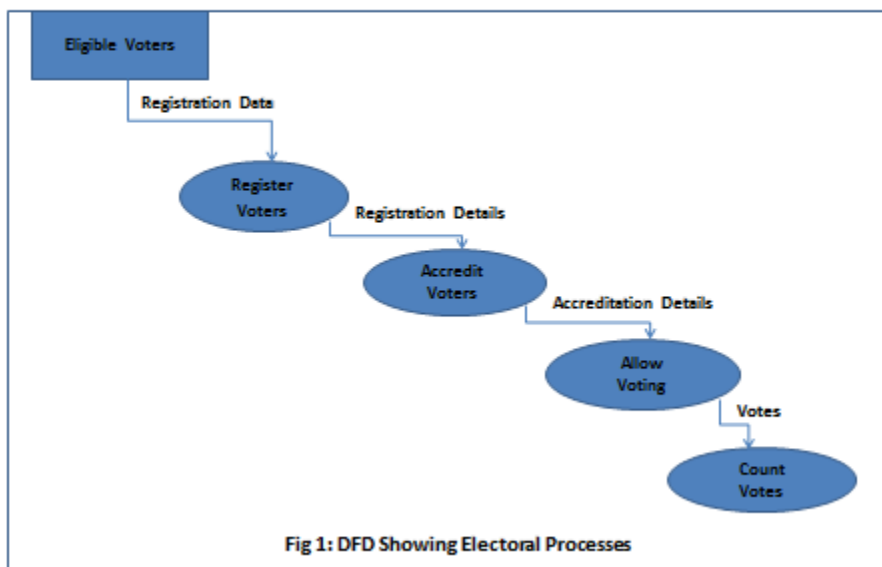 Eligible Voters
Registration Data
Register
Voters
Registration Details
Accredit
Voters
Accreditation Details
Allow
Voting
Votes
Count
Votes
Fig 1: DFD Showing Electoral Processes